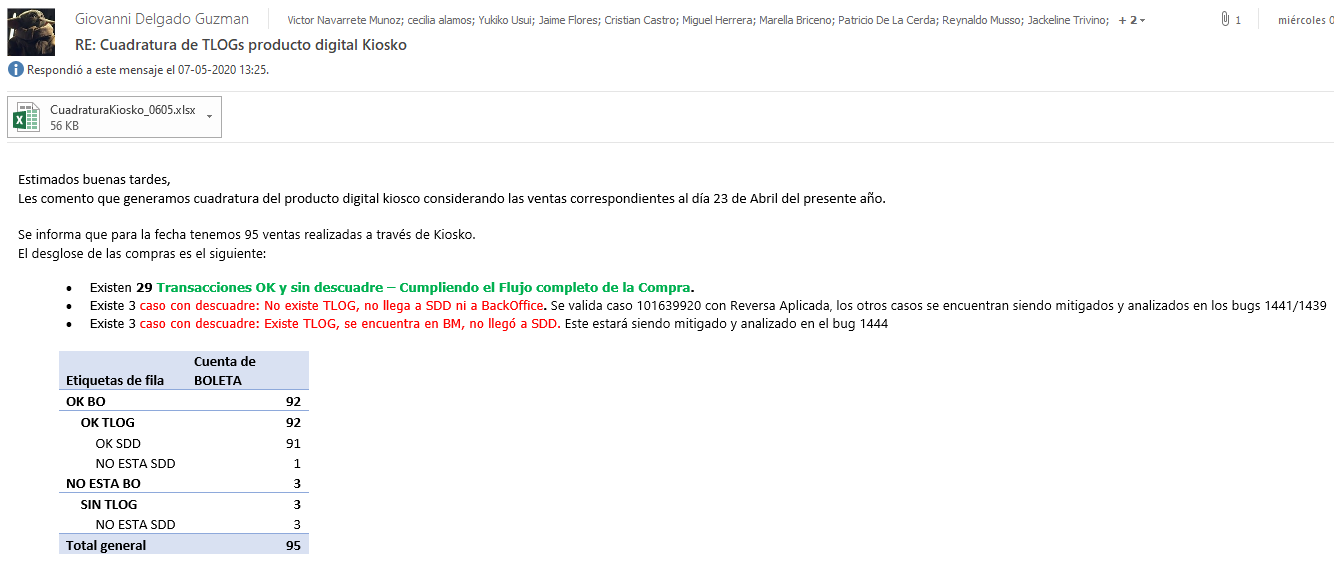 Giovanni Delgado Guzman
Victor Navarrete Munoz; cecilia alamos; Yukiko Usui; Jaime Flores; Cristian Castro; Miguel Herrera; Marella Briceno; Patricio De La Cerda; Reynaldo Musso; Jackeline Trivino; + 2
1
miércoles 0
RE: Cuadratura de TLOGs producto digital Kiosko
Respondió a este mensaje el 07-05-2020 13:25.
CuadraturaKiosko_0605.xlsx
56 KB
Estimados buenas tardes,
Les comento que generamos cuadratura del producto digital kiosco considerando las ventas correspondientes al día 23 de Abril del presente año.
Se informa que para la fecha tenemos 95 ventas realizadas a través de Kiosko.
El desglose de las compras es el siguiente:
• Existen 29 Transacciones OK y sin descuadre – Cumpliendo el Flujo completo de la Compra.
• Existe 3 caso con descuadre: No existe TLOG, no llega a SDD ni a BackOffice. Se valida caso 101639920 con Reversa Aplicada, los otros casos se encuentran siendo mitigados y analizados en los bugs 1441/1439
• Existe 3 caso con descuadre: Existe TLOG, se encuentra en BM, no llegó a SDD. Este estará siendo mitigado y analizado en el bug 1444
Etiquetas de fila
Cuenta de
BOLETA
OK BO 92
OK TLOG 92
OK SDD 91
NO ESTA SDD 1
NO ESTA BO 3
SIN TLOG 3
NO ESTA SDD 3
Total general 95